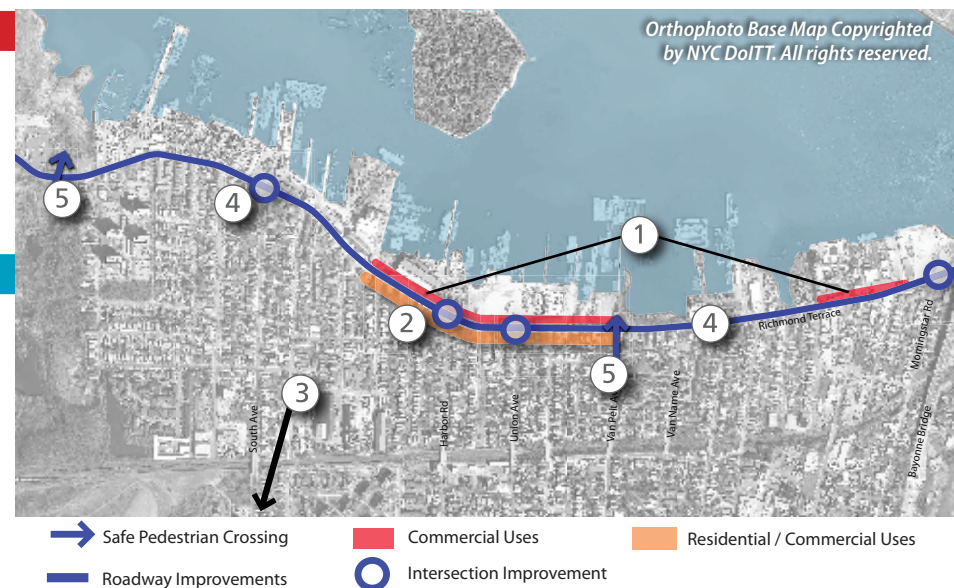 Orthophoto Base Map Copyrighted
by NYC DoITT. All rights reserved.
5
4
1
2
4
Richmond Terrace
Morningstar Rd
5
3
South Ave
Harbor Rd
Union Ave
Van Pelt Av
Van Name Ave
Bayonne Bridge
Safe Pedestrian Crossing
Commercial Uses
Residential / Commercial Uses
Roadway Improvements
Intersection Improvement